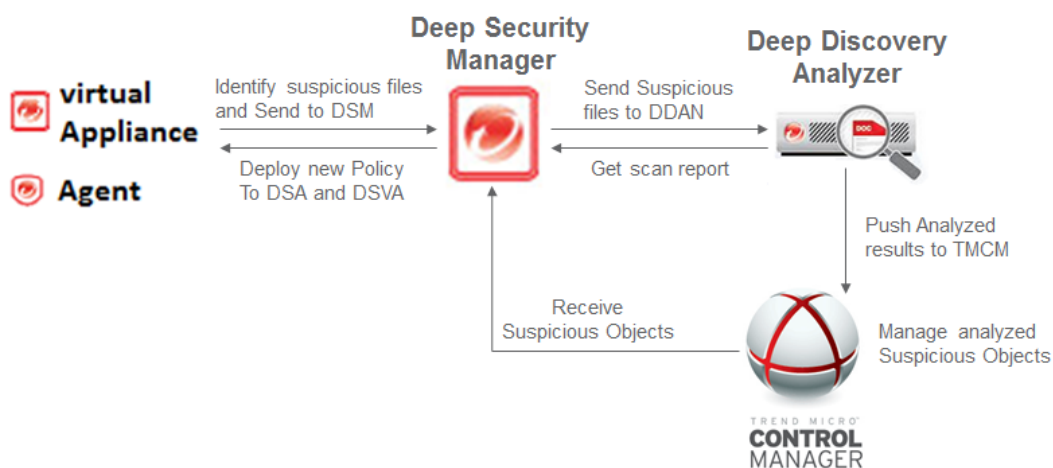 Deep Security
Manager
Deep Discovery
Analyzer
virtual
Appliance
Agent
Identify suspicious files
and Send to DSM
Deploy new Policy
To DSA and DSVA
Send Suspicious
files to DDAN
Get scan report
DOC
Push Analyzed
results to TMCM
Receive
Suspicious Objects
Manage analyzed
Suspicious Objects
TREND MICRO™
CONTROL
MANAGER